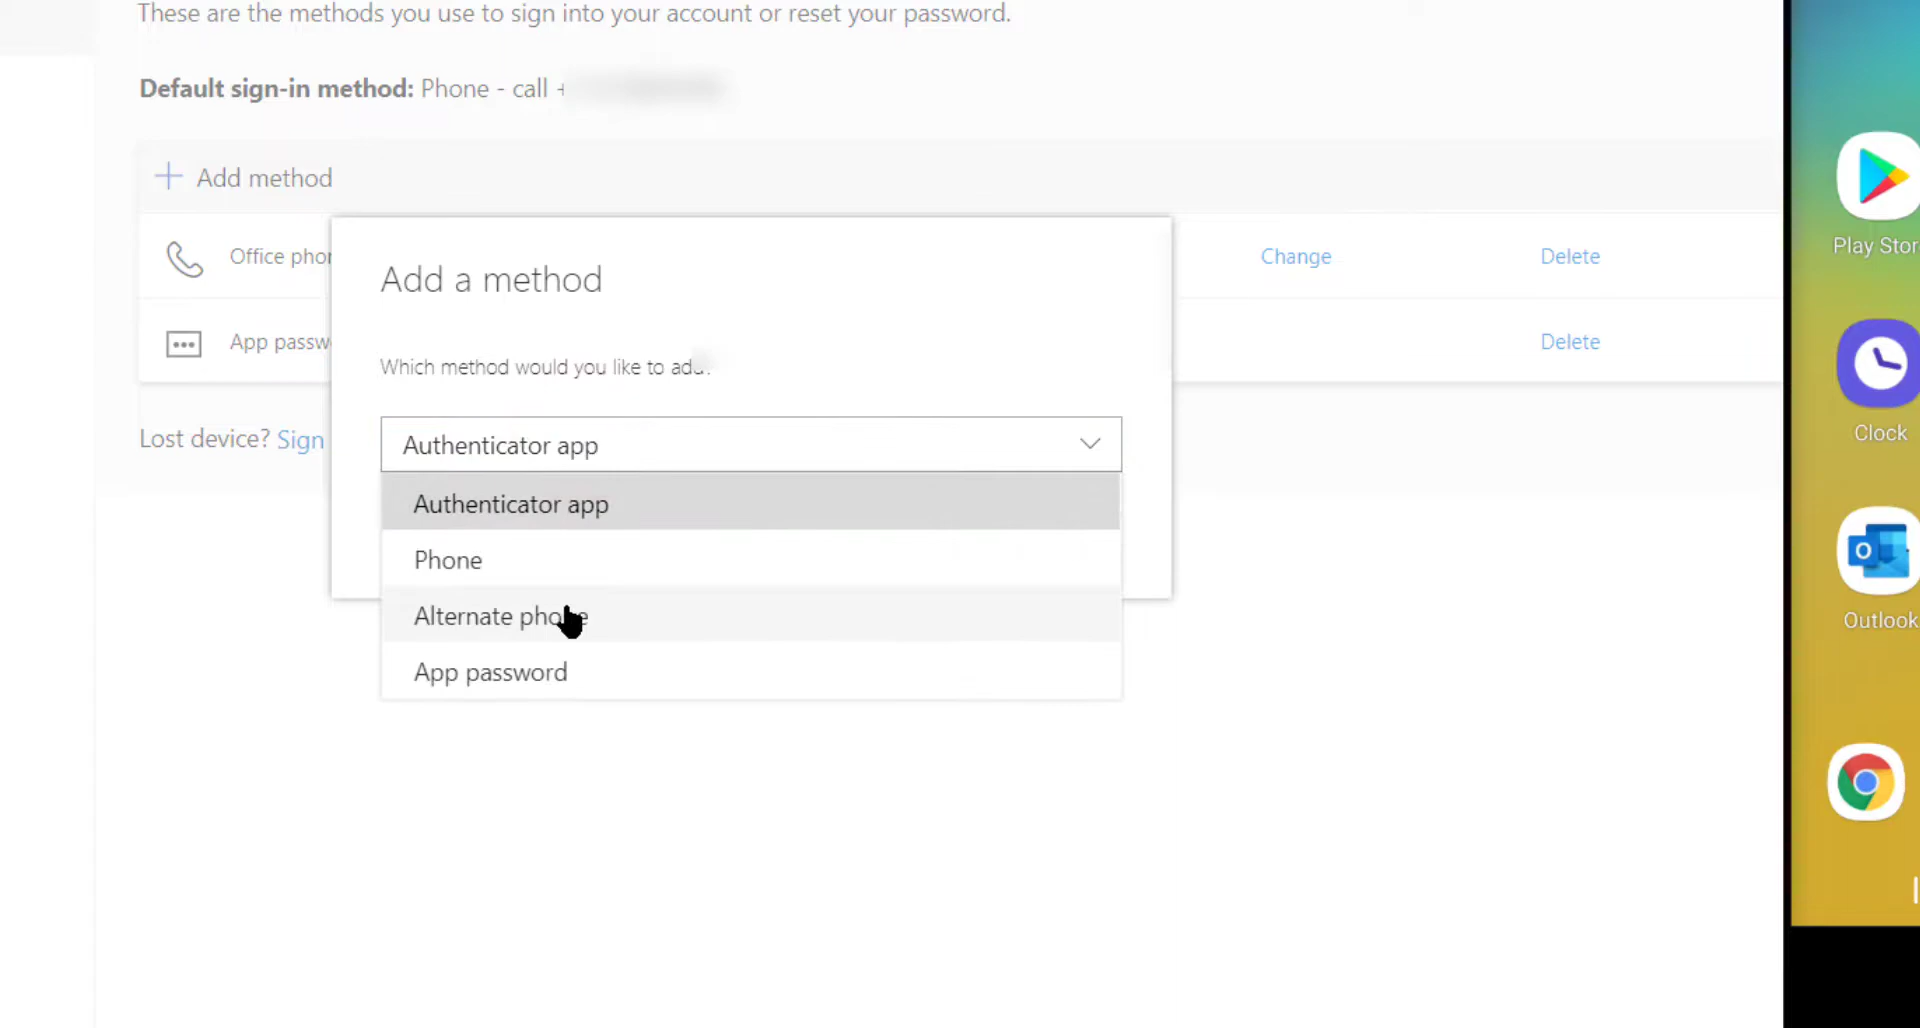 These are the methods you use to sign into your account or reset your password.
Default sign-in method: Phone - call +
Add method
Office phon
Change
Delete
App passw
Delete
Lost device? Sign
Add a method
Which method would you like to add?
Authenticator app
Authenticator app
Phone
Alternate phone
App password
Play Stor
Clock
Outlook